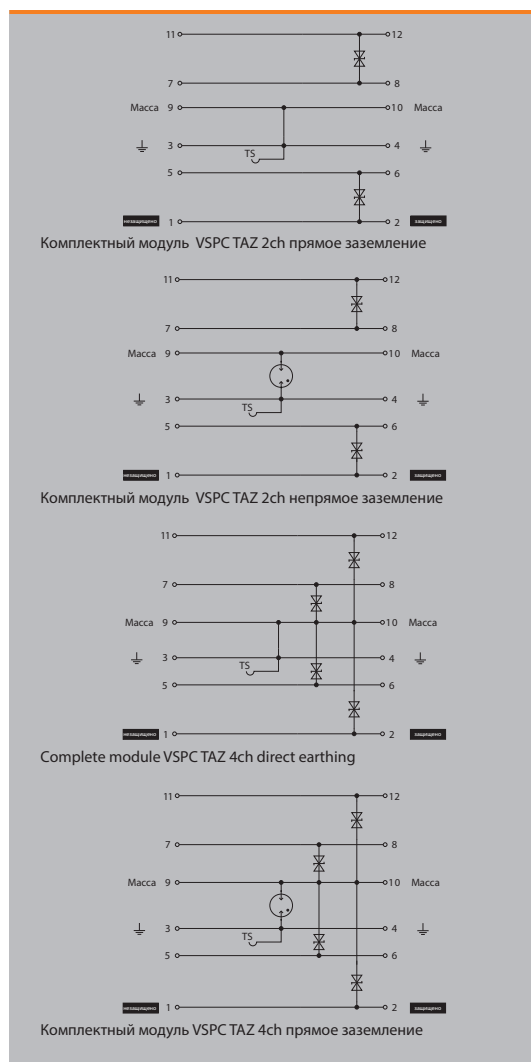 11 12
7 8
Масса 9 10 Масса
3 4
TS
5 6
незащищено 1 2 защищено
Комплектный модуль VSPC TAZ 2ch прямое заземление
11 12
7 8
Масса 9 10 Масса
3 4
TS
5 6
незащищено 1 2 защищено
Комплектный модуль VSPC TAZ 2ch непрямое заземление
11 12
7 8
Масса 9 10 Масса
3 4
TS
5 6
незащищено 1 2 защищено
Complete module VSPC TAZ 4ch direct earthing
11 12
7 8
Масса 9 10 Масса
3 4
TS
5 6
незащищено 1 2 защищено
Комплектный модуль VSPC TAZ 4ch прямое заземление